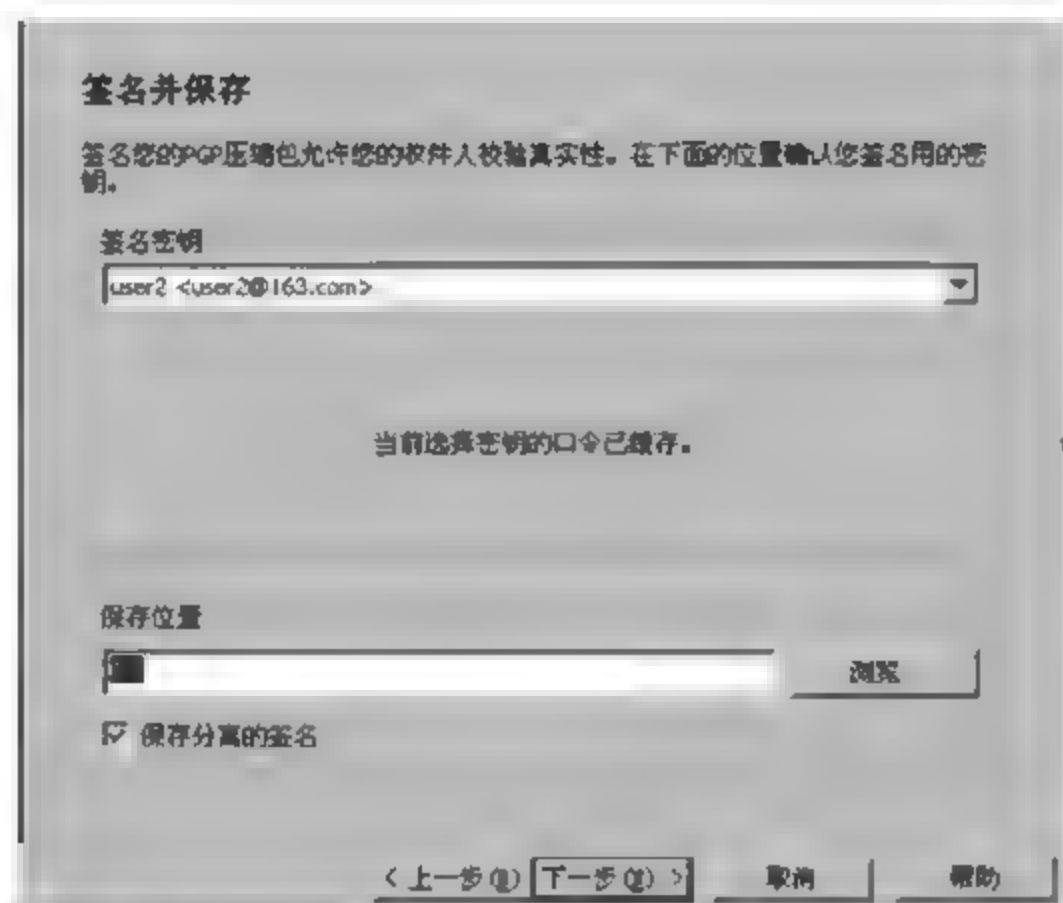 签名并保存
签名您的PGP压缩包允许您的收件人校验真实性。在下面的位置确认您签名用的密
钥。
签名密钥
user2 <user2@163.com>
当前选择密钥的口令已缓存。
保存位置
浏览
保存分离的签名
< 上一步
下一步
>
取消
帮助